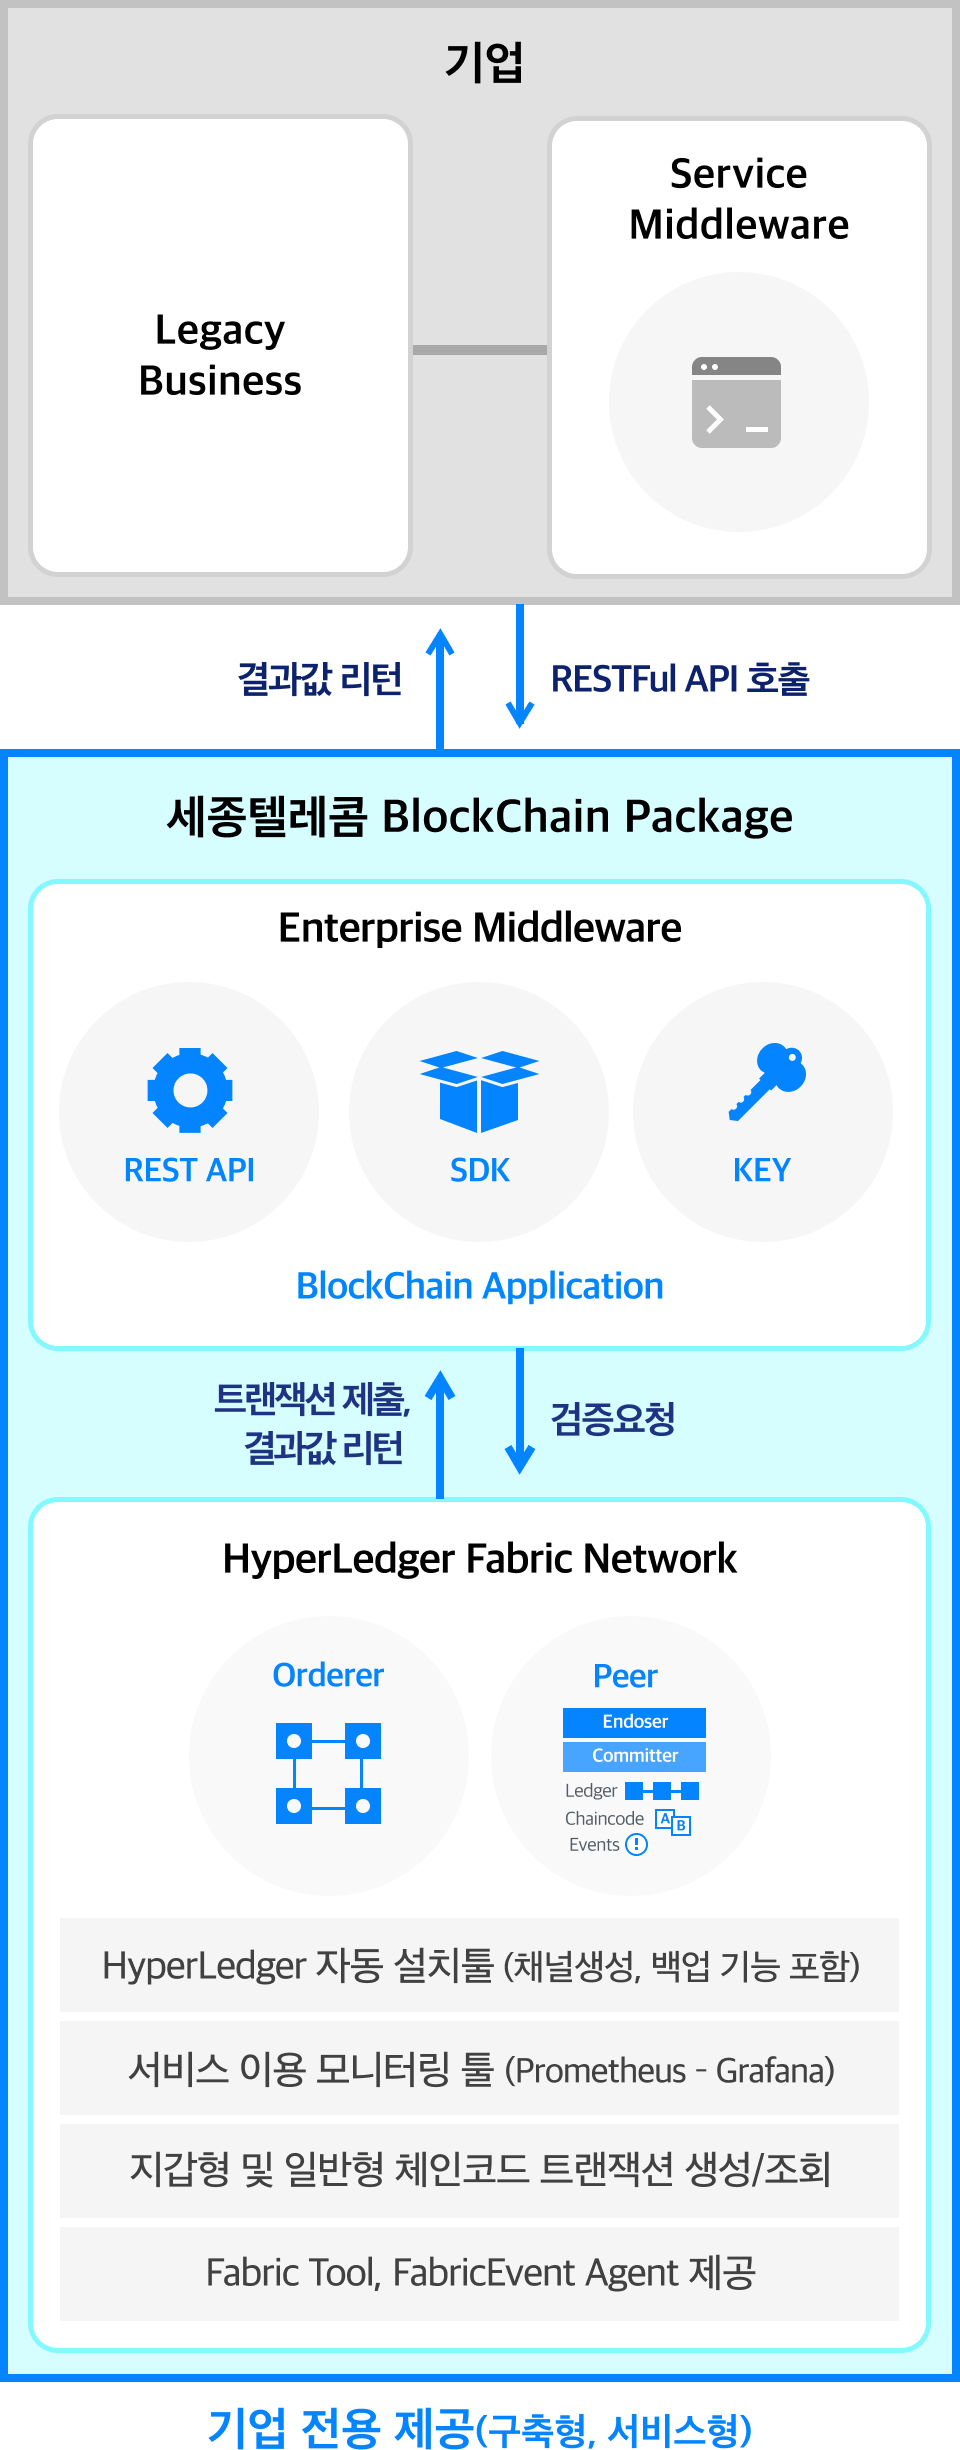 기업
Legacy
Business
Service
Middleware
결과값 리턴
RESTFul API 호출
세종텔레콤 BlockChain Package
Enterprise Middleware
REST API
SDK
KEY
BlockChain Application
트랜잭션 제출,
결과값 리턴
검증요청
HyperLedger Fabric Network
Orderer
Peer
Endoser
Committer
Ledger
Chaincode
A
B
Events
HyperLedger 자동 설치툴 (채널생성, 백업 기능 포함)
서비스 이용 모니터링 툴 (Prometheus - Grafana)
지갑형 및 일반형 체인코드 트랜잭션 생성/조회
Fabric Tool, FabricEvent Agent 제공
기업 전용 제공(구축형, 서비스형)